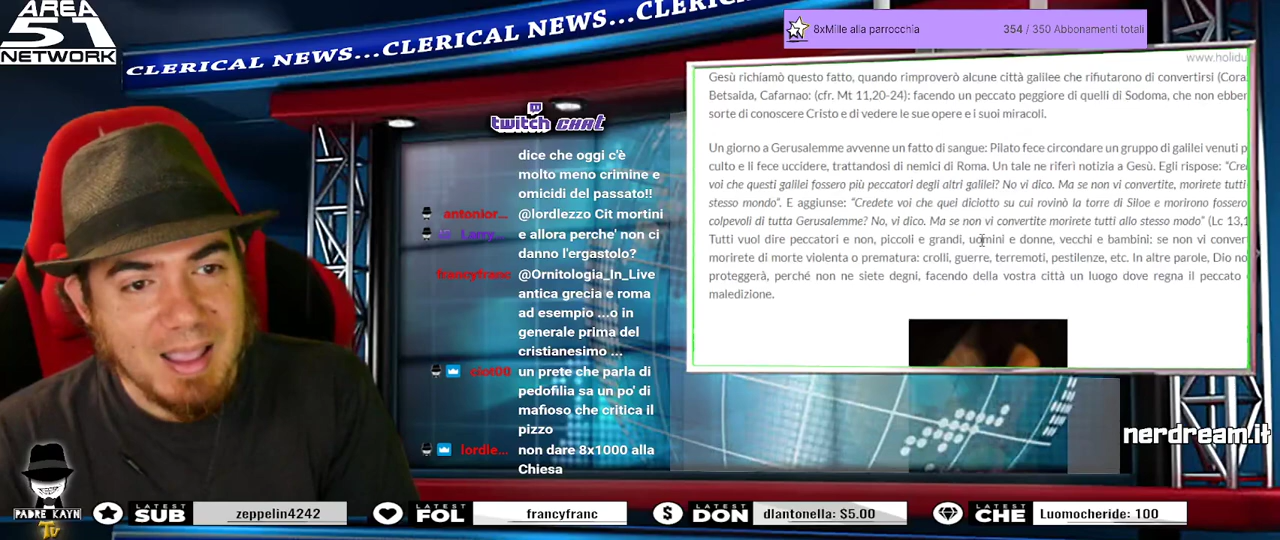 AREA
51
NETWORK
CLERICAL NEWS...CLERICAL NEWS...CLERIC
8xMille alla parrocchia
354 / 350 Abbonamenti totali
twitch CHAT
dice che oggi c'è
molto meno crimine e
omicidi del passato!!
antonior... @lordlezzo Cit mortini
Larry... e allora perche' non ci
danno l'ergastolo?
francyfranc @Ornitologia_In_Live
antica grecia e roma
ad esempio ...o in
generale prima del
cristianesimo ...
un prete che parla di
pedofilia sa un po' di
mafioso che critica il
pizzo
lordle... non dare 8x1000 alla
Chiesa
www.holidu
Gesù richiamò questo fatto, quando rimproverò alcune città galilee che rifiutarono di convertirsi (Cora
Betsaida, Cafarnao: (cfr. Mt 11,20-24): facendo un peccato peggiore di quelli di Sodoma, che non ebber
sorte di conoscere Cristo e di vedere le sue opere e i suoi miracoli.
Un giorno a Gerusalemme avvenne un fatto di sangue: Pilato fece circondare un gruppo di galilei venuti p
culto e li fece uccidere, trattandosi di nemici di Roma. Un tale ne riferì notizia a Gesù. Egli rispose: “Cre
voi che questi galilei fossero più peccatori degli altri galilei? No vi dico. Ma se non vi convertite, morirete tutti
stesso mondo”. E aggiunse: “Credete voi che quei diciotto su cui rovinò la torre di Siloe e morirono fossero
colpevoli di tutta Gerusalemme? No, vi dico. Ma se non vi convertite morirete tutti allo stesso modo” (Lc 13,1
Tutti vuol dire peccatori e non, piccoli e grandi, uomini e donne, vecchi e bambini: se non vi conver
morirete di morte violenta o prematura: crolli, guerre, terremoti, pestilenze, etc. In altre parole, Dio no
proteggerà, perché non ne siete degni, facendo della vostra città un luogo dove regna il peccato
maledizione.
nerdream.it
PADRE KAYN
TV
LATEST
SUB
zeppelin4242
LATEST
FOL
francyfranc
LATEST
DON
dlantonella: $5.00
LATEST
CHE
Luomocheride: 100